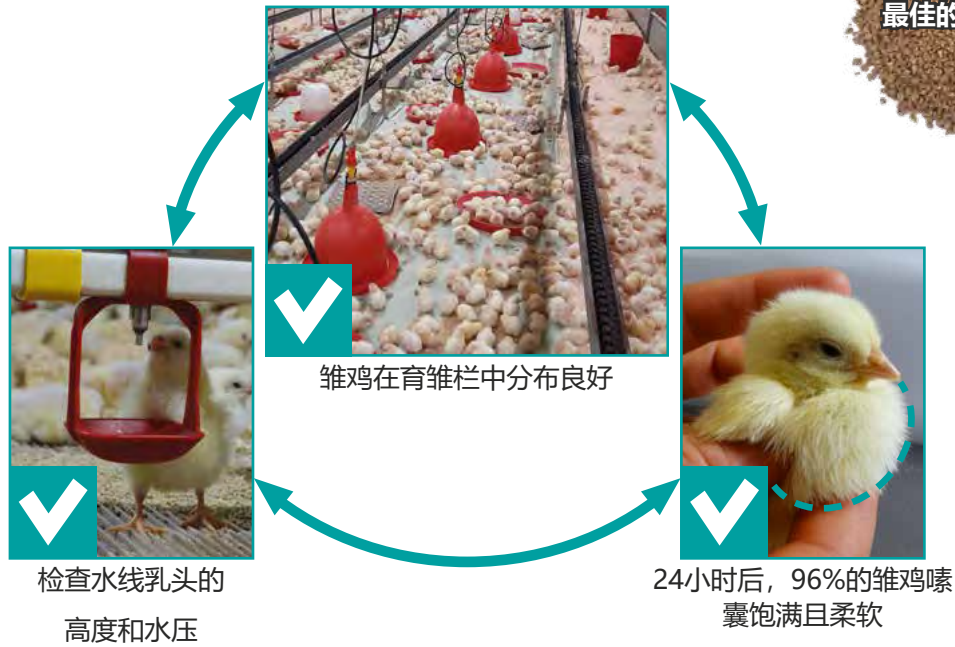 最佳的
雏鸡在育雏栏中分布良好
检查水线乳头的
高度和水压
24小时后，96%的雏鸡嗉
囊饱满且柔软